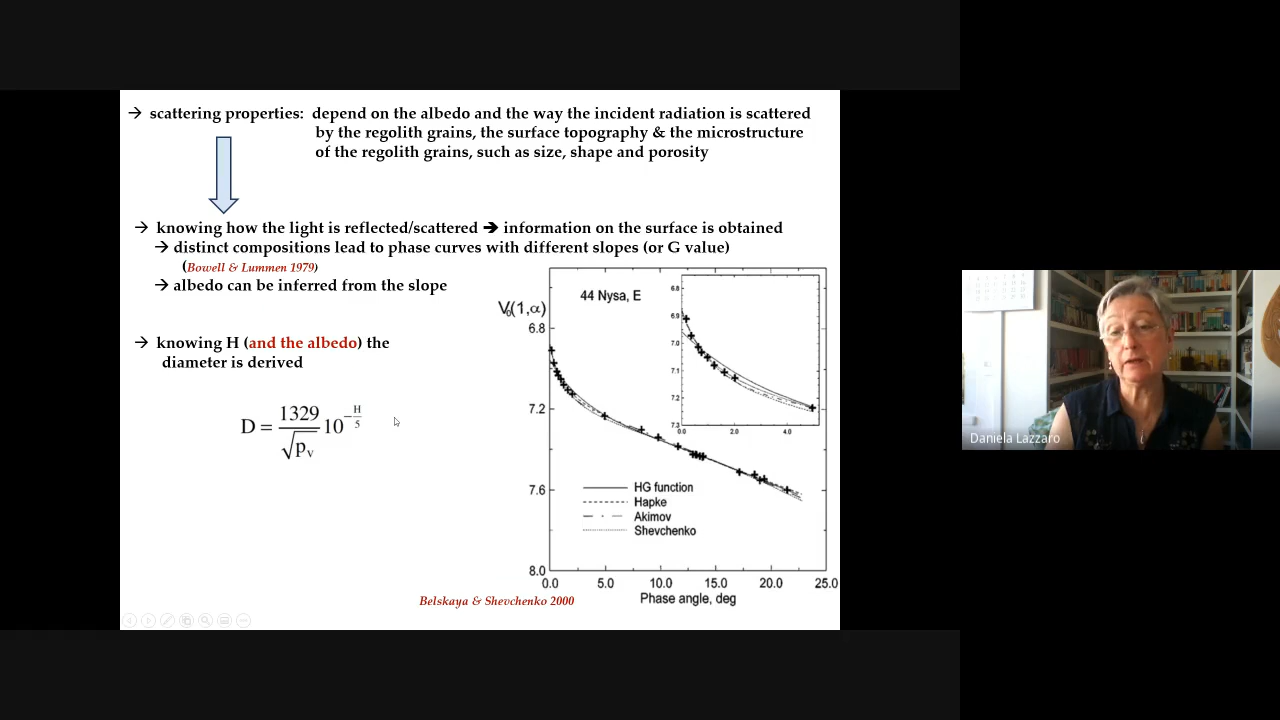 → scattering properties: depend on the albedo and the way the incident radiation is scattered
by the regolith grains, the surface topography & the microstructure
of the regolith grains, such as size, shape and porosity
→ knowing how the light is reflected/scattered ➔ information on the surface is obtained
→ distinct compositions lead to phase curves with different slopes (or G value)
(Bowell & Lummen 1979)
→ albedo can be inferred from the slope
→ knowing H (and the albedo) the
diameter is derived
D = 1329/√pv 10^(-H/5)
44 Nysa, E
V₀(1,α)
6.8
7.2
7.6
8.0
0.0 5.0 10.0 15.0 20.0 25.0
Phase angle, deg
6.8
6.9
7.0
7.1
7.2
7.3
0.0 2.0 4.0
HG function
Hapke
Akimov
Shevchenko
Belskaya & Shevchenko 2000
Daniela Lazzaro